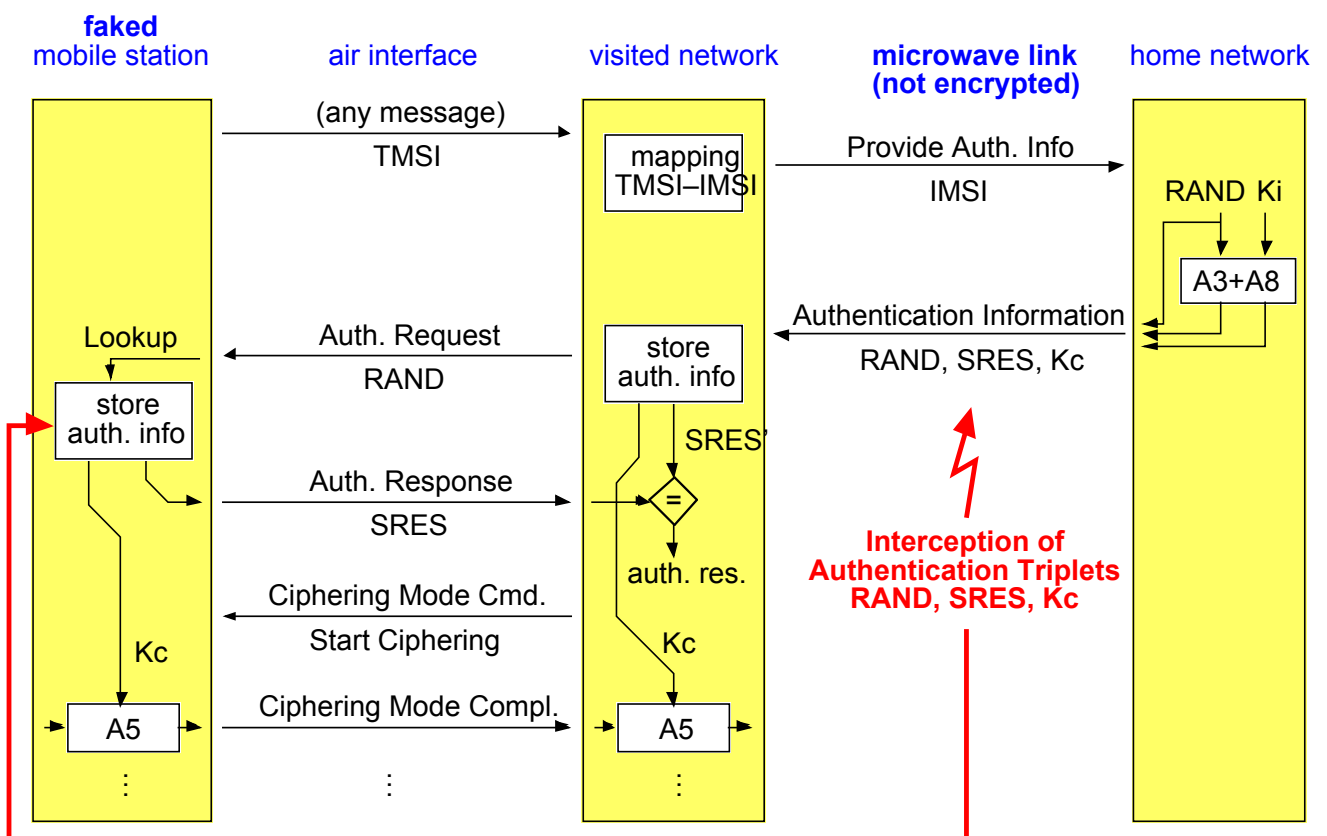 faked
mobile station
air interface
visited network
microwave link
(not encrypted)
home network
(any message)
TMSI
mapping
TMSI–IMSI
Provide Auth. Info
IMSI
RAND Ki
A3+A8
Authentication Information
RAND, SRES, Kc
Lookup
Auth. Request
RAND
store
auth. info
store
auth. info
SRES’
Auth. Response
SRES
=
auth. res.
Interception of
Authentication Triplets
RAND, SRES, Kc
Ciphering Mode Cmd.
Start Ciphering
Kc
Kc
Ciphering Mode Compl.
A5
A5
⋮
⋮
⋮